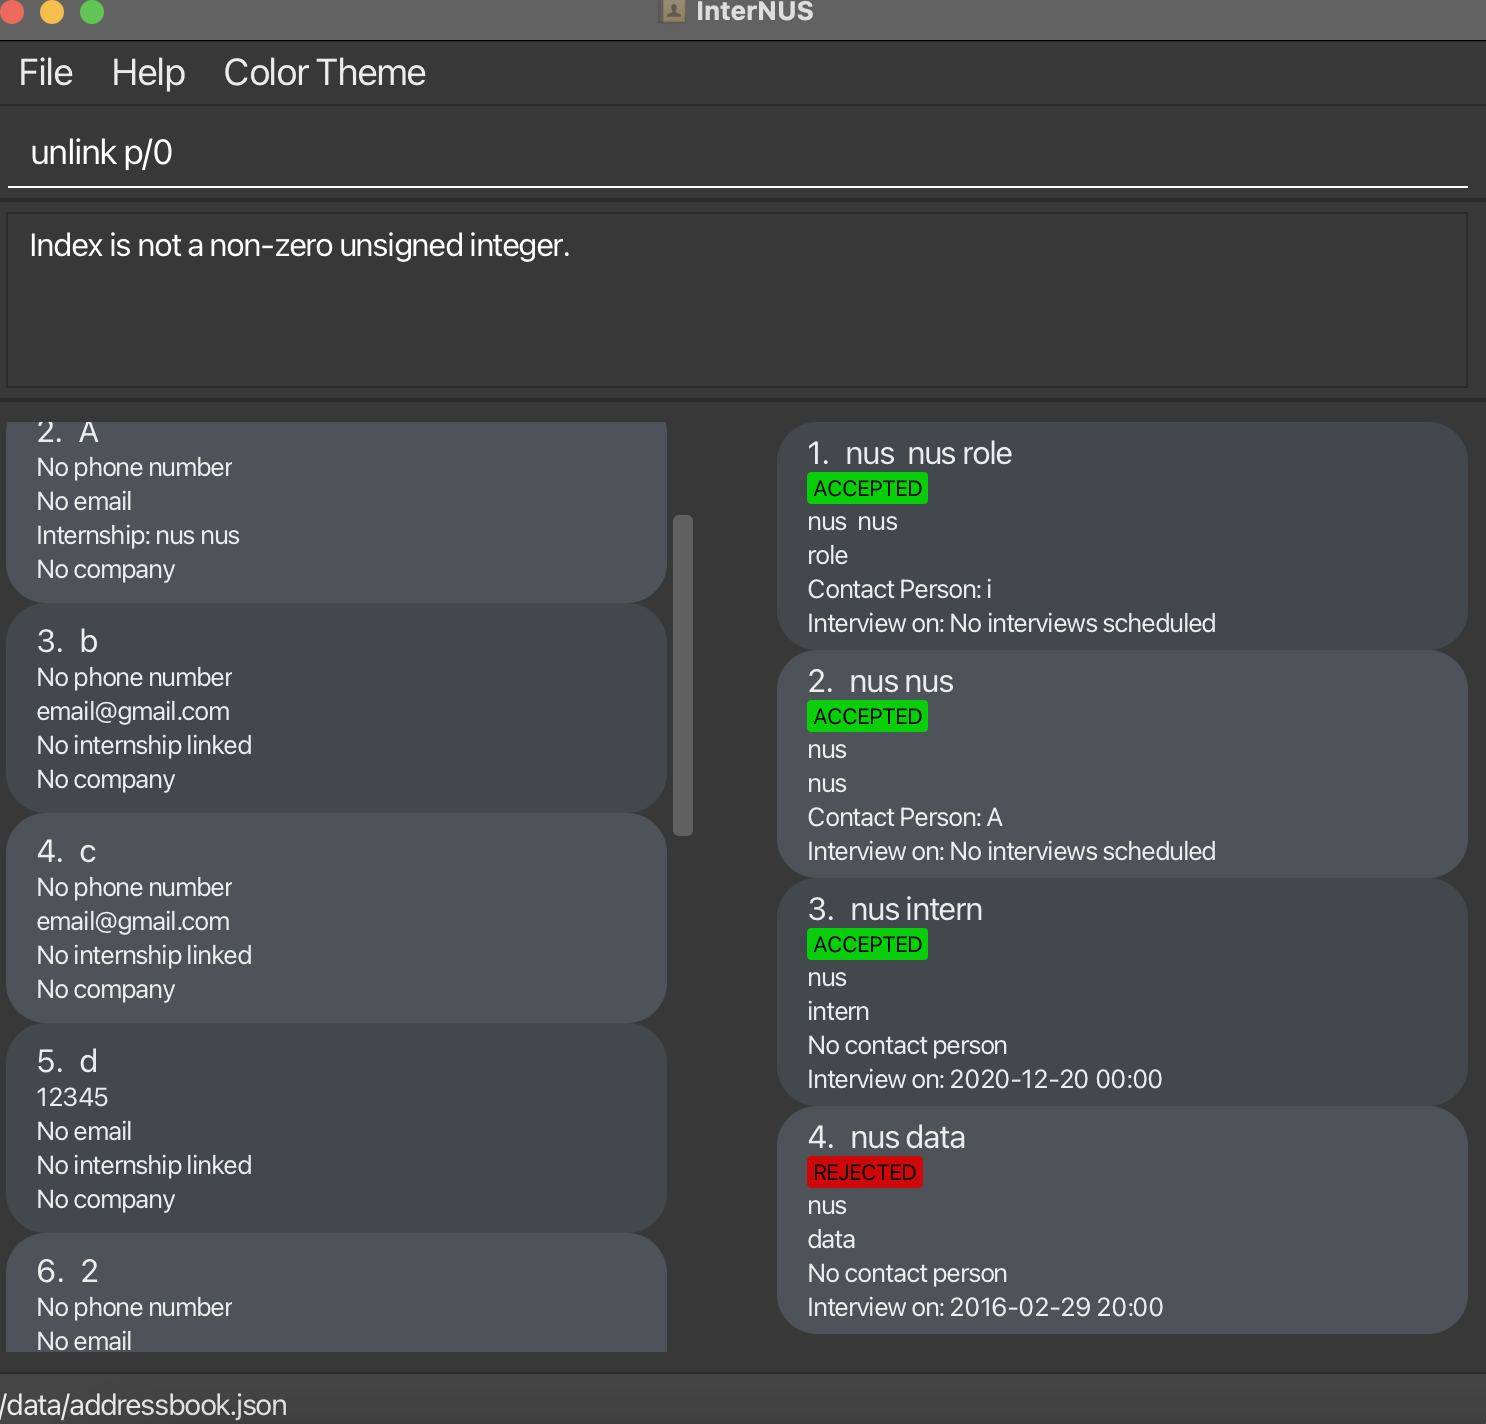 InterNUS
File Help Color Theme
unlink p/0
Index is not a non-zero unsigned integer.
2. A
No phone number
No email
Internship: nus nus
No company
3. b
No phone number
email@gmail.com
No internship linked
No company
4. c
No phone number
email@gmail.com
No internship linked
No company
5. d
12345
No email
No internship linked
No company
6. 2
No phone number
No email
1. nus  nus role
ACCEPTED
nus  nus
role
Contact Person: i
Interview on: No interviews scheduled
2. nus nus
ACCEPTED
nus
nus
Contact Person: A
Interview on: No interviews scheduled
3. nus intern
ACCEPTED
nus
intern
No contact person
Interview on: 2020-12-20 00:00
4. nus data
REJECTED
nus
data
No contact person
Interview on: 2016-02-29 20:00
/data/addressbook.json